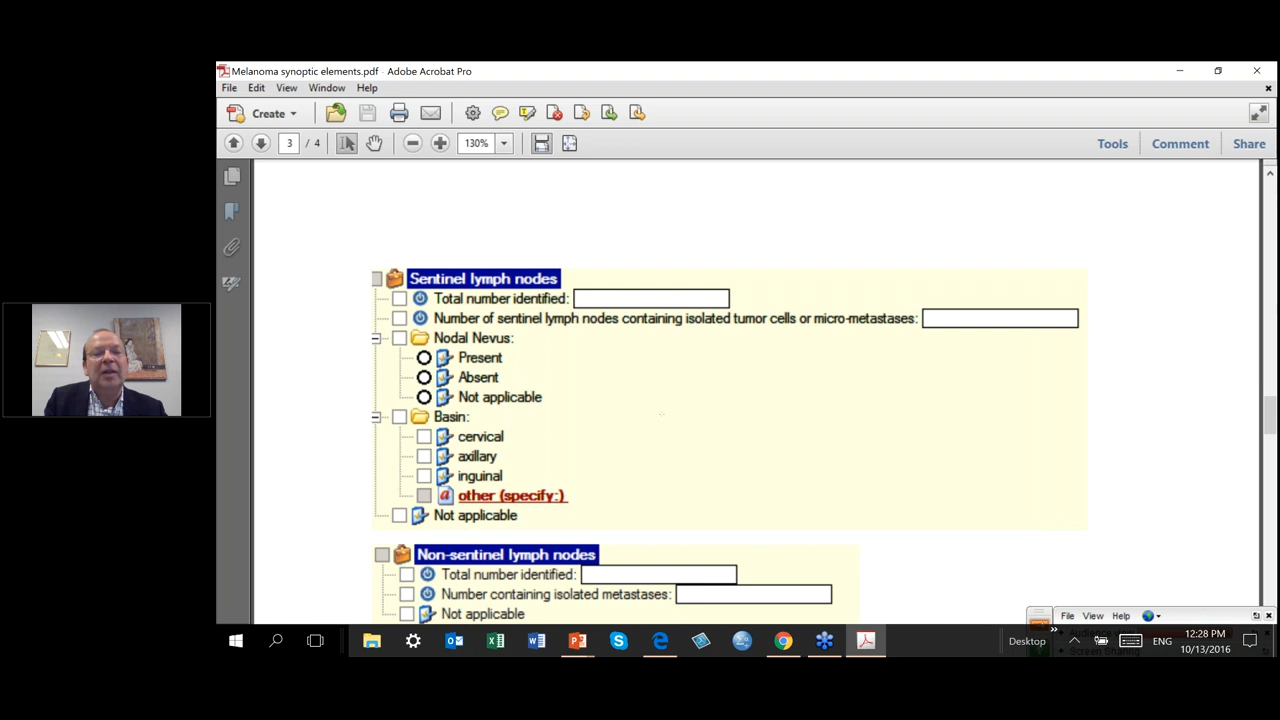 Melanoma synoptic elements.pdf - Adobe Acrobat Pro
File Edit View Window Help
Create
3 / 4 130% Tools Comment Share
Sentinel lymph nodes
Total number identified:
Number of sentinel lymph nodes containing isolated tumor cells or micro-metastases:
Nodal Nevus:
Present
Absent
Not applicable
Basin:
cervical
axillary
inguinal
other (specify:)
Not applicable
Non-sentinel lymph nodes
Total number identified:
Number containing isolated metastases:
Not applicable
File View Help
Desktop ENG 12:28 PM
10/13/2016
Screen Sharing